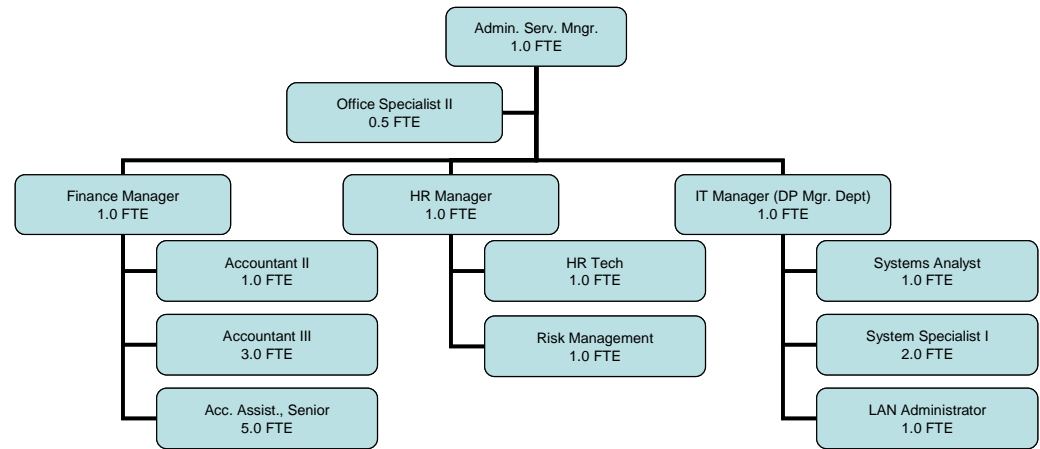 Admin. Serv. Mngr.
1.0 FTE
Office Specialist II
0.5 FTE
Finance Manager
1.0 FTE
HR Manager
1.0 FTE
IT Manager (DP Mgr. Dept)
1.0 FTE
Accountant II
1.0 FTE
HR Tech
1.0 FTE
Systems Analyst
1.0 FTE
Accountant III
3.0 FTE
Risk Management
1.0 FTE
System Specialist I
2.0 FTE
Acc. Assist., Senior
5.0 FTE
LAN Administrator
1.0 FTE